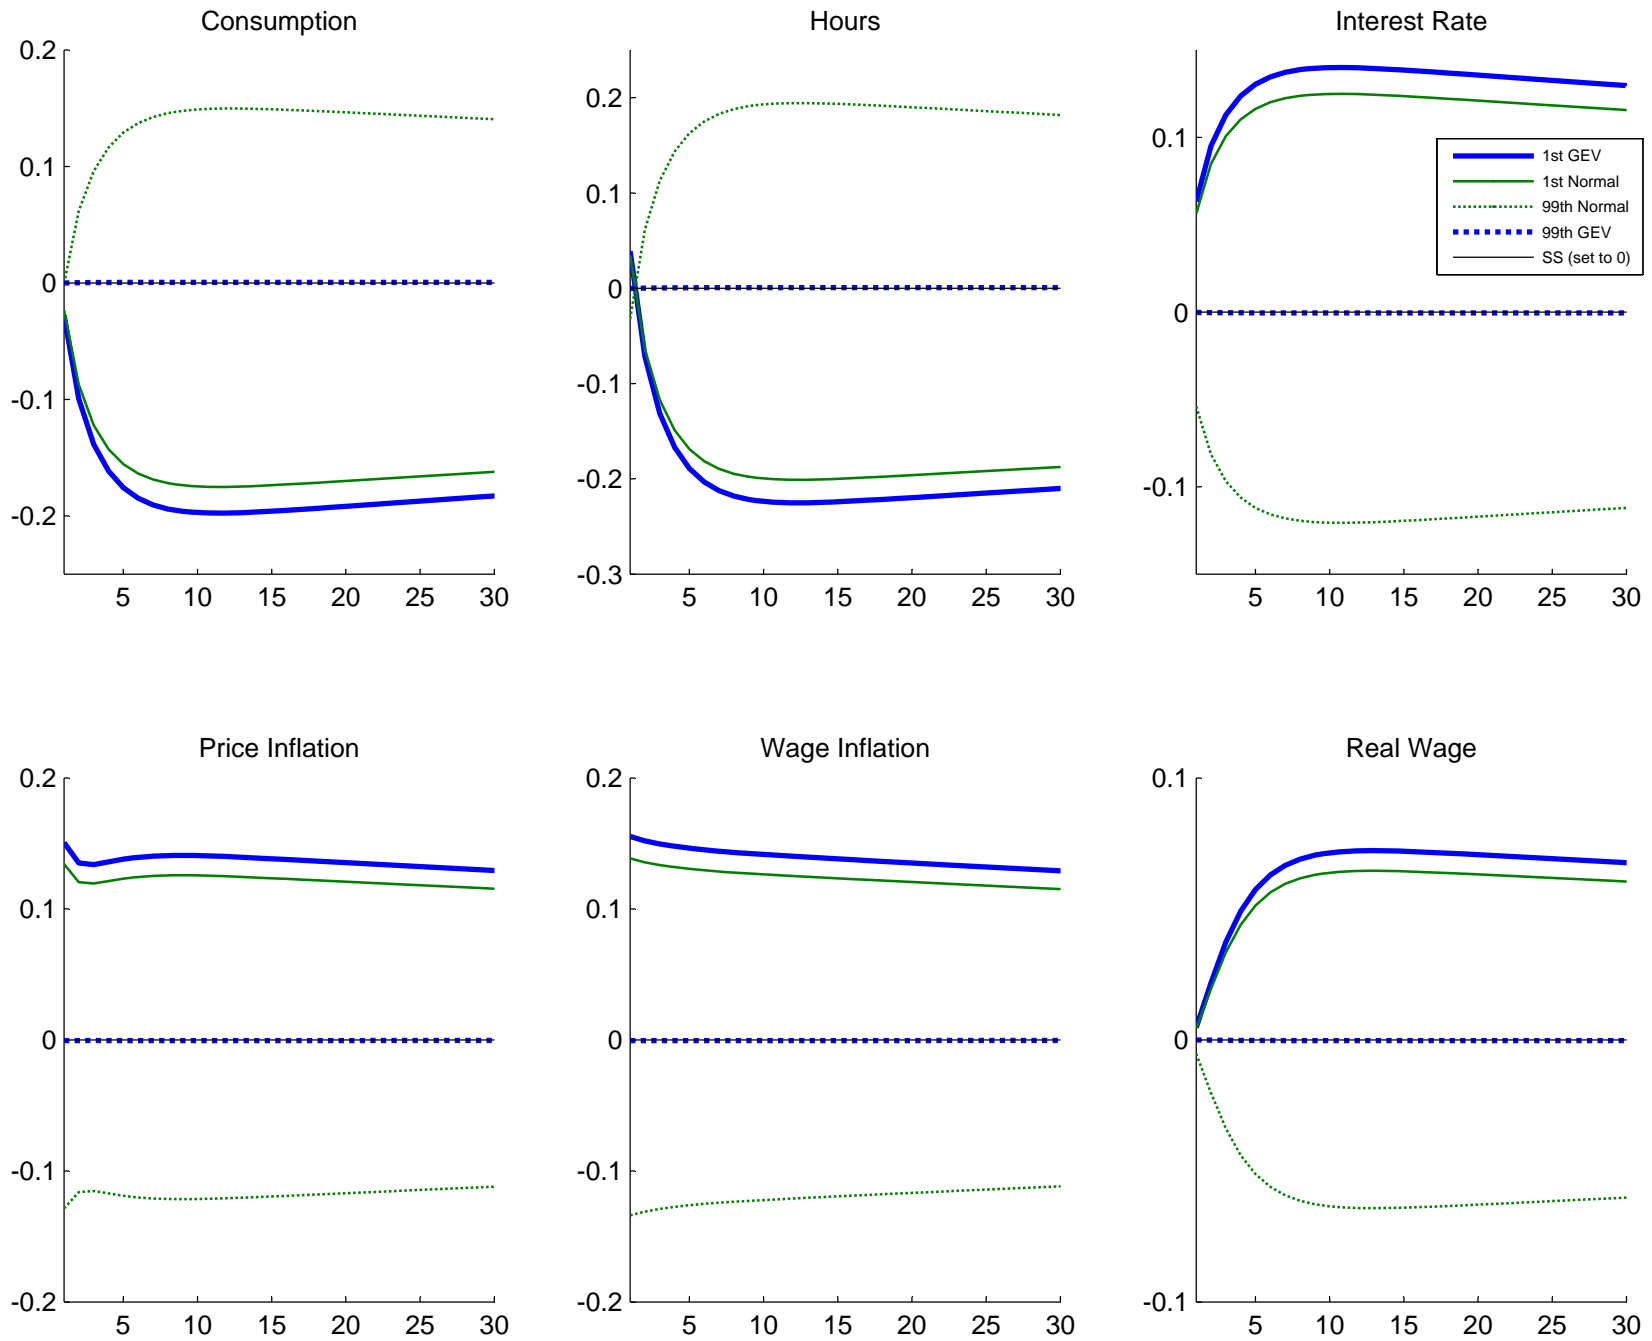 Consumption
0.2
0.1
0
-0.1
-0.2
5 10 15 20 25 30
Hours
0.2
0.1
0
-0.1
-0.2
-0.3
5 10 15 20 25 30
Interest Rate
0.1
0
-0.1
5 10 15 20 25 30
1st GEV
1st Normal
99th Normal
99th GEV
SS (set to 0)
Price Inflation
0.2
0.1
0
-0.1
-0.2
5 10 15 20 25 30
Wage Inflation
0.2
0.1
0
-0.1
-0.2
5 10 15 20 25 30
Real Wage
0.1
0
-0.1
5 10 15 20 25 30